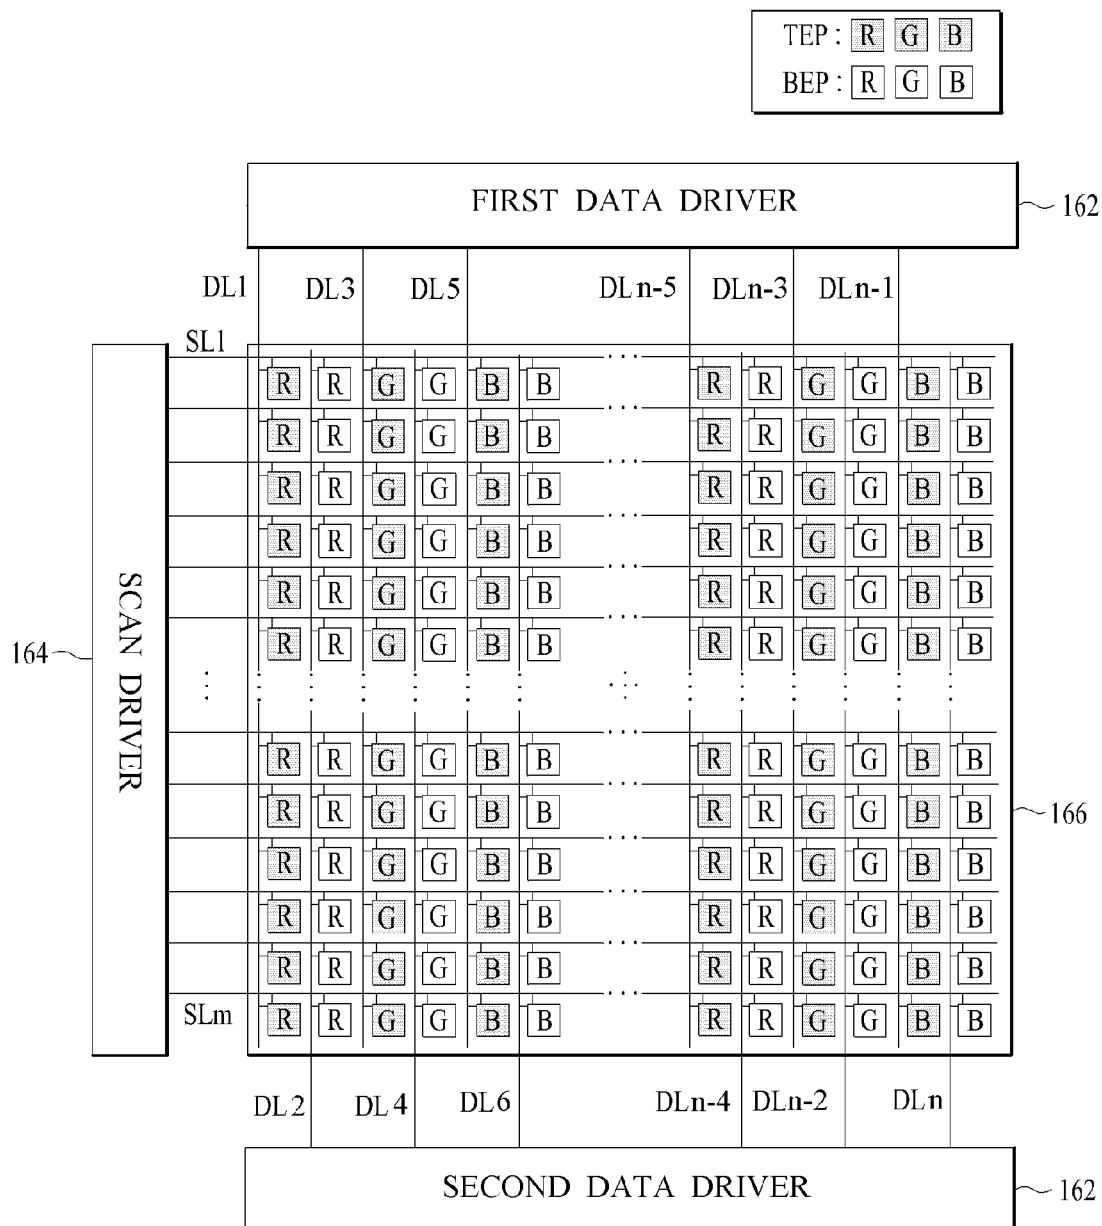 TEP : R G B
BEP : R G B
FIRST DATA DRIVER
162
DL1 DL3 DL5 DLn-5 DLn-3 DLn-1
SL1
R R G G B B ... R R G G B B
R R G G B B ... R R G G B B
R R G G B B ... R R G G B B
R R G G B B ... R R G G B B
R R G G B B ... R R G G B B
R R G G B B ... R R G G B B
164
SCAN DRIVER
R R G G B B ... R R G G B B
R R G G B B ... R R G G B B
166
R R G G B B ... R R G G B B
R R G G B B ... R R G G B B
R R G G B B ... R R G G B B
SLm
R R G G B B R R G G B B
DL2 DL4 DL6 DLn-4 DLn-2 DLn
SECOND DATA DRIVER
162